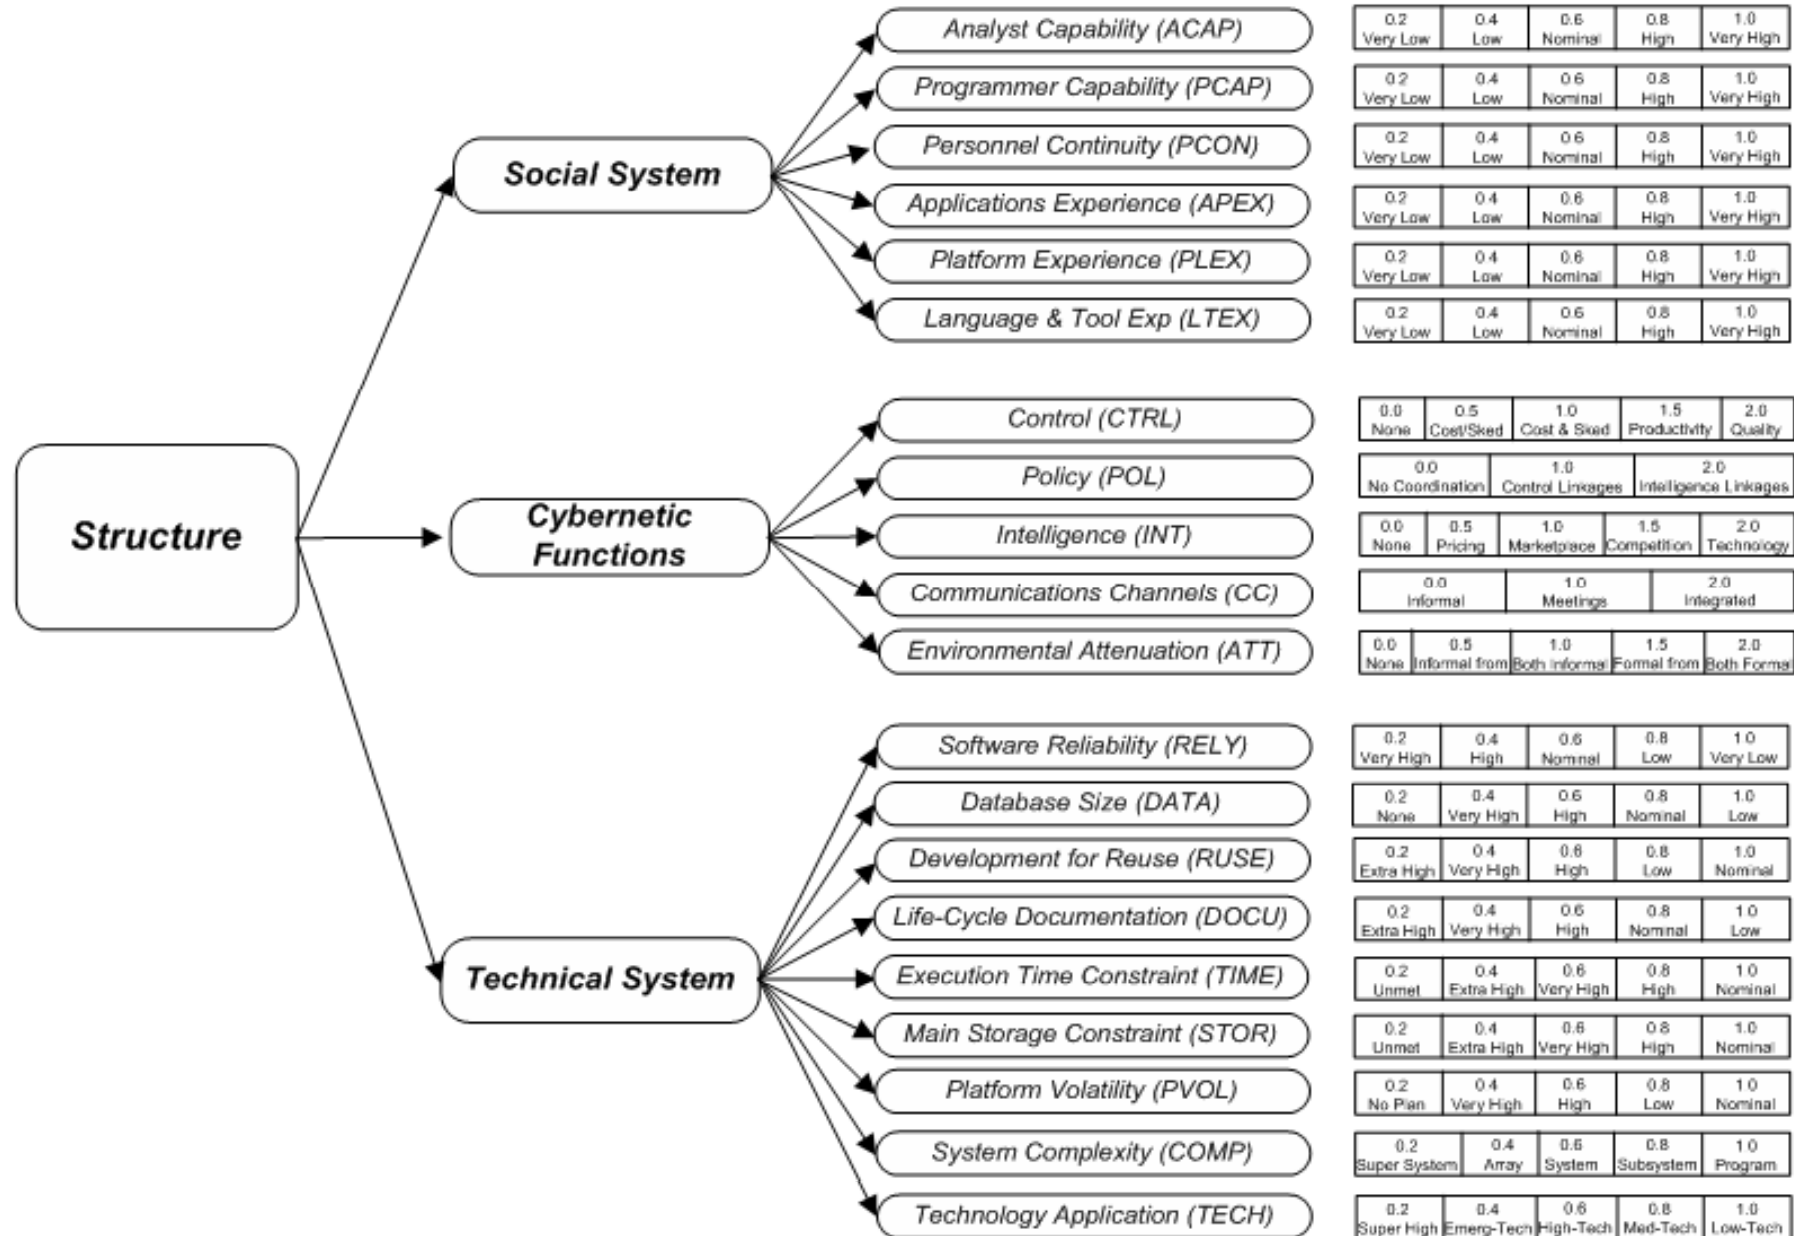 Structure
Social System
Analyst Capability (ACAP)
0.2 0.4 0.6 0.8 1.0
Very Low Low Nominal High Very High
Programmer Capability (PCAP)
0.2 0.4 0.6 0.8 1.0
Very Low Low Nominal High Very High
Personnel Continuity (PCON)
0.2 0.4 0.6 0.8 1.0
Very Low Low Nominal High Very High
Applications Experience (APEX)
0.2 0.4 0.6 0.8 1.0
Very Low Low Nominal High Very High
Platform Experience (PLEX)
0.2 0.4 0.6 0.8 1.0
Very Low Low Nominal High Very High
Language & Tool Exp (LTEX)
0.2 0.4 0.6 0.8 1.0
Very Low Low Nominal High Very High
Cybernetic
Functions
Control (CTRL)
0.0 0.5 1.0 1.5 2.0
None Cost/Sked Cost & Sked Productivity Quality
Policy (POL)
0.0 1.0 2.0
No Coordination Control Linkages Intelligence Linkages
Intelligence (INT)
0.0 0.5 1.0 1.5 2.0
None Pricing Marketplace Competition Technology
Communications Channels (CC)
0.0 1.0 2.0
Informal Meetings Integrated
Environmental Attenuation (ATT)
0.0 0.5 1.0 1.5 2.0
None Informal from Both Informal Formal from Both Formal
Technical System
Software Reliability (RELY)
0.2 0.4 0.6 0.8 1.0
Very High High Nominal Low Very Low
Database Size (DATA)
0.2 0.4 0.6 0.8 1.0
None Very High High Nominal Low
Development for Reuse (RUSE)
0.2 0.4 0.6 0.8 1.0
Extra High Very High High Low Nominal
Life-Cycle Documentation (DOCU)
0.2 0.4 0.6 0.8 1.0
Extra High Very High High Nominal Low
Execution Time Constraint (TIME)
0.2 0.4 0.6 0.8 1.0
Unmet Extra High Very High High Nominal
Main Storage Constraint (STOR)
0.2 0.4 0.6 0.8 1.0
Unmet Extra High Very High High Nominal
Platform Volatility (PVOL)
0.2 0.4 0.6 0.8 1.0
No Plan Very High High Low Nominal
System Complexity (COMP)
0.2 0.4 0.6 0.8 1.0
Super System Array System Subsystem Program
Technology Application (TECH)
0.2 0.4 0.6 0.8 1.0
Super High Emerg-Tech High-Tech Med-Tech Low-Tech